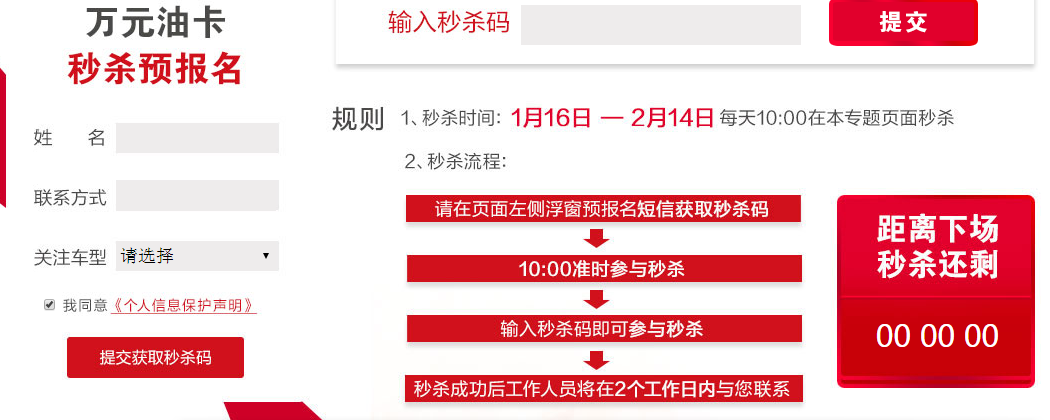 万元油卡
秒杀预报名
姓 名
联系方式
关注车型 请选择
我同意《个人信息保护声明》
提交获取秒杀码
输入秒杀码 提交
规则 1、秒杀时间：1月16日 — 2月14日 每天10:00在本专题页面秒杀
2、秒杀流程：
请在页面左侧浮窗预报名短信获取秒杀码
10:00准时参与秒杀
输入秒杀码即可参与秒杀
秒杀成功后工作人员将在2个工作日内与您联系
距离下场
秒杀还剩
00 00 00